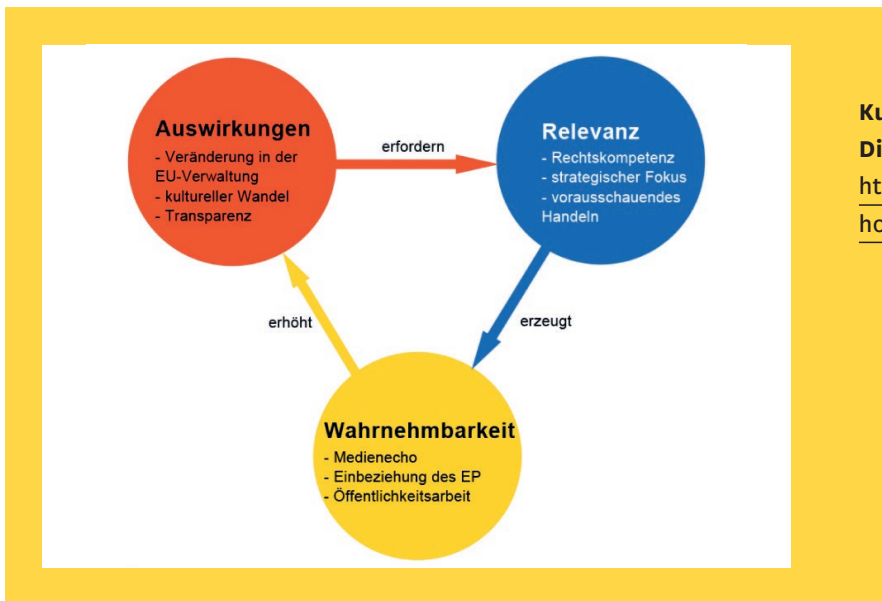 Auswirkungen
- Veränderung in der
EU-Verwaltung
- kultureller Wandel
- Transparenz
erfordern
Relevanz
- Rechtskompetenz
- strategischer Fokus
- vorausschauendes
Handeln
erhöht
erzeugt
Wahrnehmbarkeit
- Medienecho
- Einbeziehung des EP
- Öffentlichkeitsarbeit